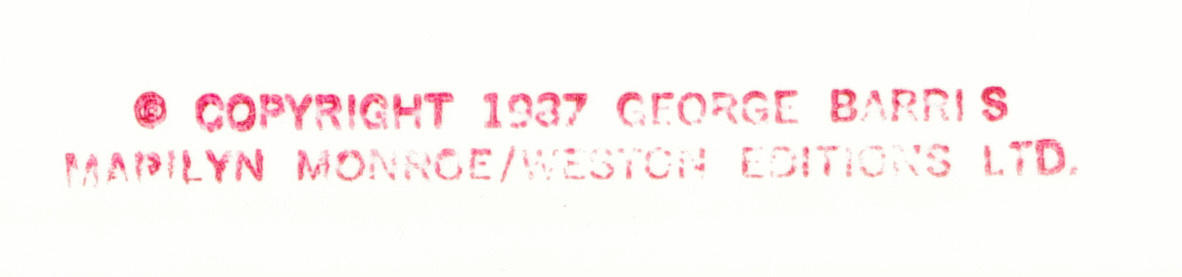 © COPYRIGHT 1987 GEORGE BARRIS
MARILYN MONROE/WESTON EDITIONS LTD.